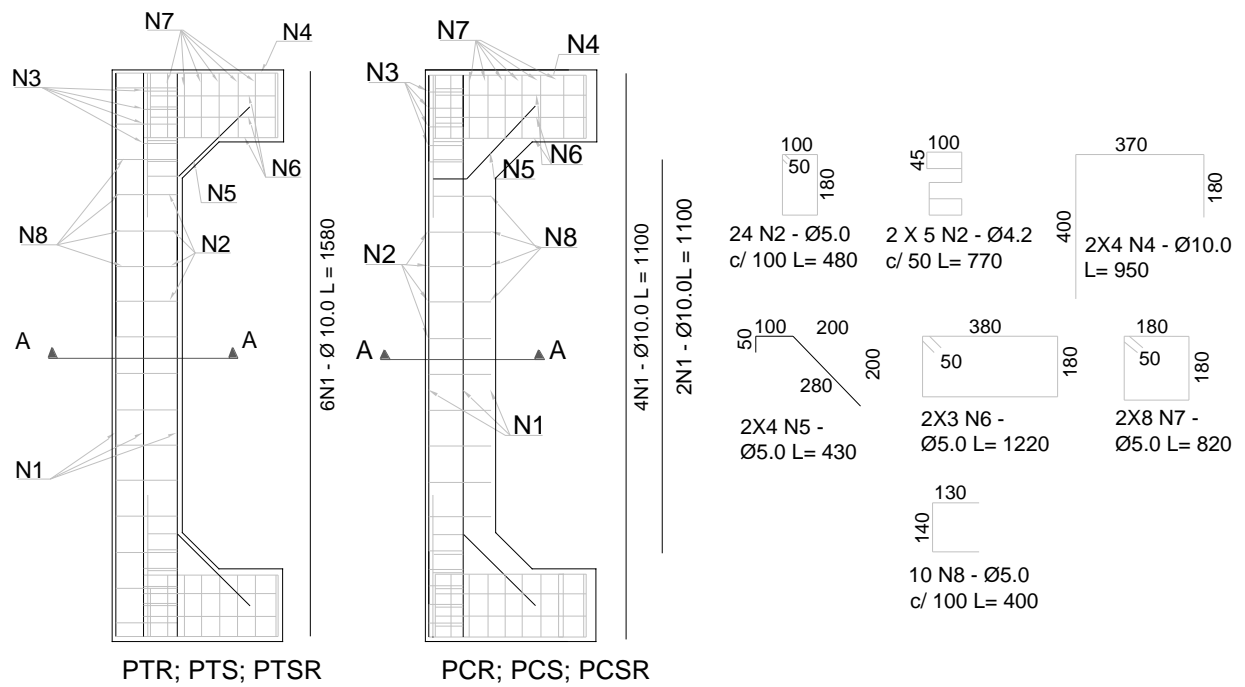 N7
N4
N3
N6
N5
N8
N2
A
A
N1
6N1 - Ø 10.0 L = 1580
PTR; PTS; PTSR
N7
N4
N3
N6
N5
N8
N2
A
A
N1
4N1 - Ø10.0 L = 1100
2N1 - Ø10.0L = 1100
PCR; PCS; PCSR
100
50
180
24 N2 - Ø5.0
c/ 100 L= 480
100
45
2 X 5 N2 - Ø4.2
c/ 50 L= 770
370
180
400
2X4 N4 - Ø10.0
L= 950
100
200
50
200
280
2X4 N5 -
Ø5.0 L= 430
380
50
180
2X3 N6 -
Ø5.0 L= 1220
180
50
180
2X8 N7 -
Ø5.0 L= 820
130
140
10 N8 - Ø5.0
c/ 100 L= 400